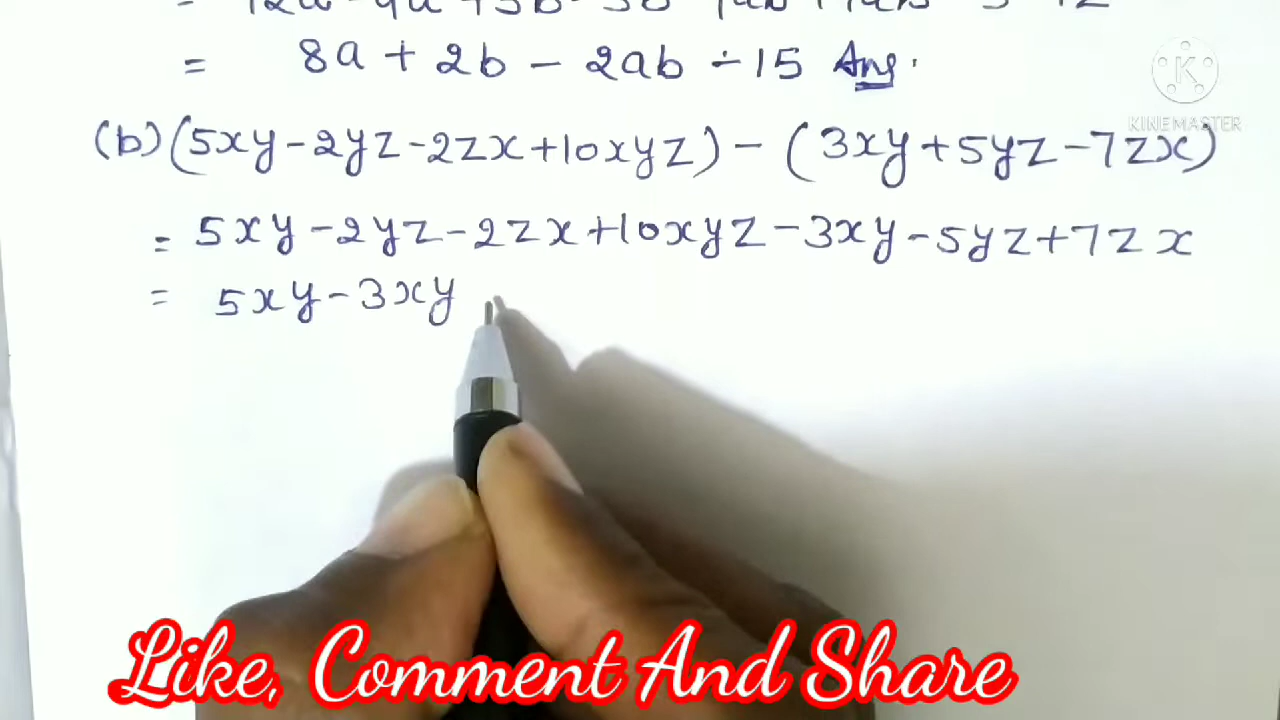 = 8a + 2b - 2ab - 15 Ans.
K
KINEMASTER
(b) (5xy-2yz-2zx+10xyz) - (3xy+5yz-7zx)
= 5xy-2yz-2zx+10xyz-3xy-5yz+7zx
= 5xy-3xy
Like, Comment And Share